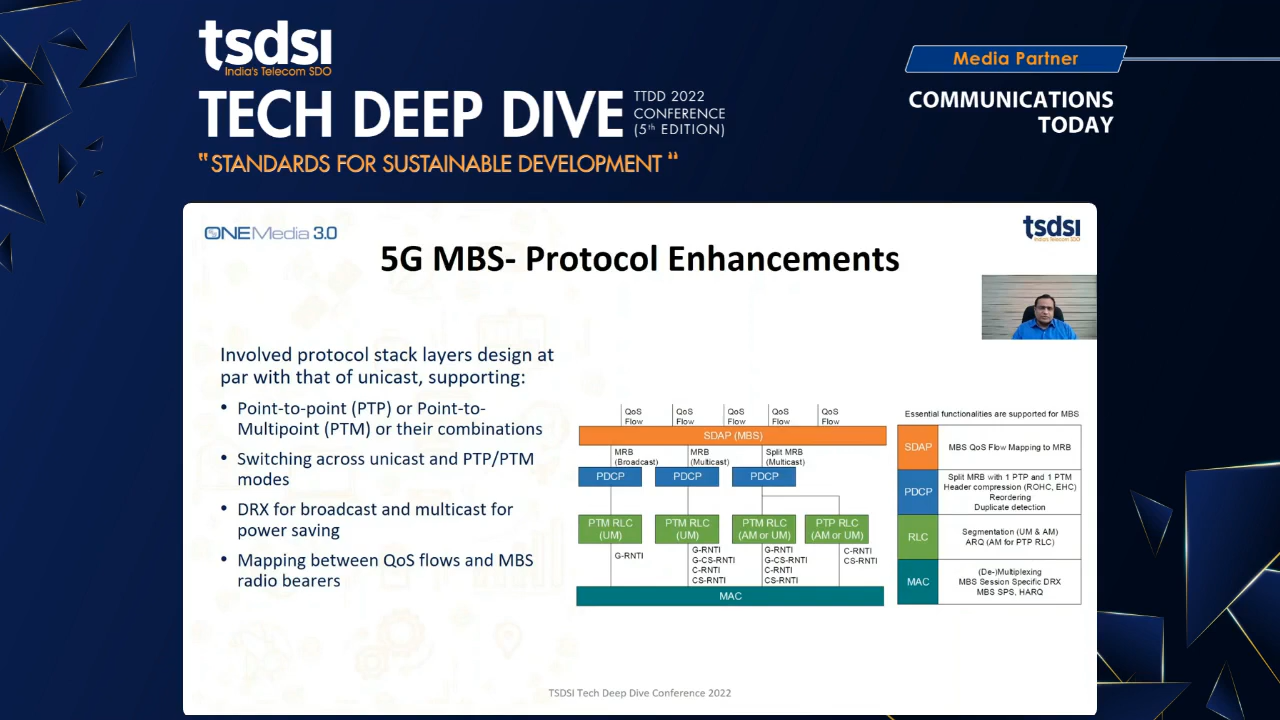 tsdsi
India's Telecom SDO
TECH DEEP DIVE
TTDD 2022
CONFERENCE
(5th EDITION)
"STANDARDS FOR SUSTAINABLE DEVELOPMENT"
Media Partner
COMMUNICATIONS
TODAY
ONEMedia 3.0
tsdsi
India's Telecom SDO
5G MBS- Protocol Enhancements
Involved protocol stack layers design at
par with that of unicast, supporting:
• Point-to-point (PTP) or Point-to-
Multipoint (PTM) or their combinations
• Switching across unicast and PTP/PTM
modes
• DRX for broadcast and multicast for
power saving
• Mapping between QoS flows and MBS
radio bearers
QoS Flow
QoS Flow
QoS Flow
QoS Flow
QoS Flow
SDAP (MBS)
MRB (Broadcast)
MRB (Multicast)
Split MRB (Multicast)
PDCP
PDCP
PDCP
PTM RLC (UM)
PTM RLC (UM)
PTM RLC (AM or UM)
PTP RLC (AM or UM)
G-RNTI
G-RNTI
G-CS-RNTI
C-RNTI
CS-RNTI
G-RNTI
G-CS-RNTI
C-RNTI
CS-RNTI
C-RNTI
CS-RNTI
MAC
Essential functionalities are supported for MBS
SDAP
MBS QoS Flow Mapping to MRB
PDCP
Split MRB with 1 PTP and 1 PTM
Header compression (ROHC, EHC)
Reordering
Duplicate detection
RLC
Segmentation (UM & AM)
ARQ (AM for PTP RLC)
MAC
(De-)Multiplexing
MBS Session Specific DRX
MBS SPS, HARQ
TSDSI Tech Deep Dive Conference 2022